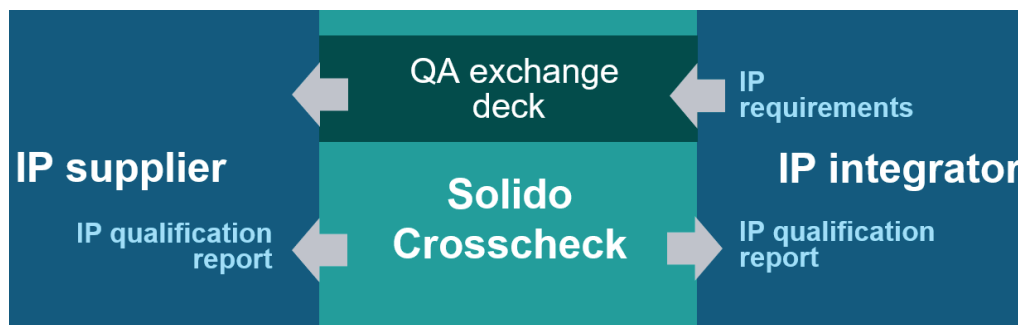 IP supplier
IP qualification
report
QA exchange
deck
Solido
Crosscheck
IP
requirements
IP integrator
IP qualification
report